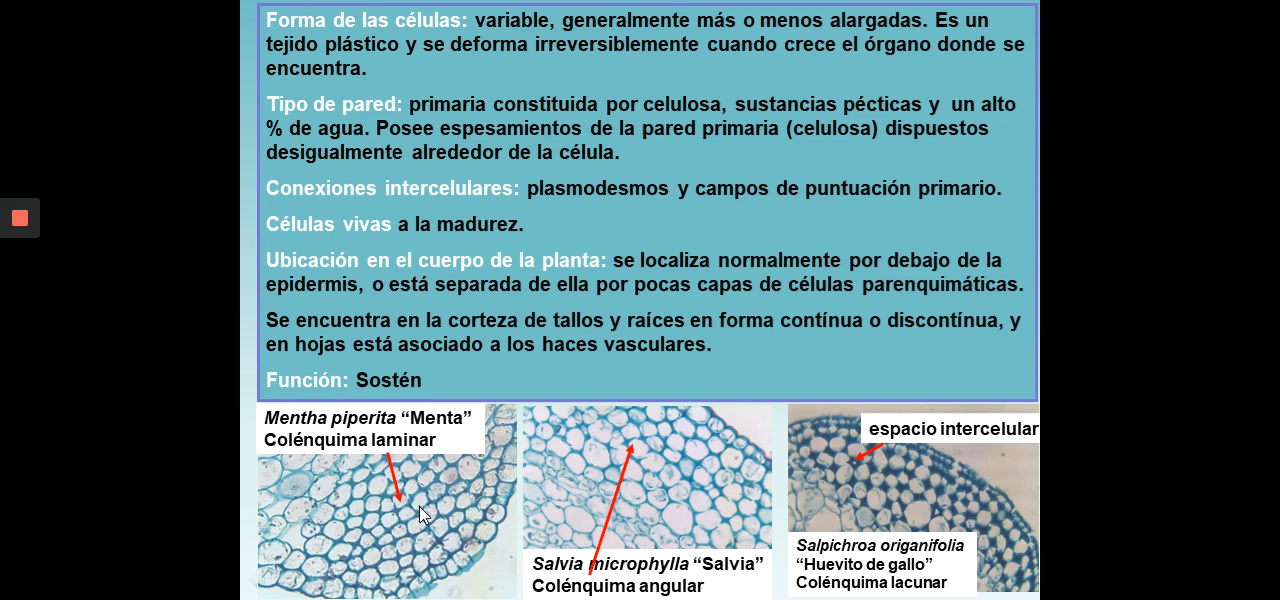 Forma de las células: variable, generalmente más o menos alargadas. Es un
tejido plástico y se deforma irreversiblemente cuando crece el órgano donde se
encuentra.
Tipo de pared: primaria constituida por celulosa, sustancias pécticas y un alto
% de agua. Posee espesamientos de la pared primaria (celulosa) dispuestos
desigualmente alrededor de la célula.
Conexiones intercelulares: plasmodesmos y campos de puntuación primario.
Células vivas a la madurez.
Ubicación en el cuerpo de la planta: se localiza normalmente por debajo de la
epidermis, o está separada de ella por pocas capas de células parenquimáticas.
Se encuentra en la corteza de tallos y raíces en forma contínua o discontínua, y
en hojas está asociado a los haces vasculares.
Función: Sostén
Mentha piperita “Menta”
Colénquima laminar
Salvia microphylla “Salvia”
Colénquima angular
espacio intercelular
Salpichroa origanifolia
“Huevito de gallo”
Colénquima lacunar